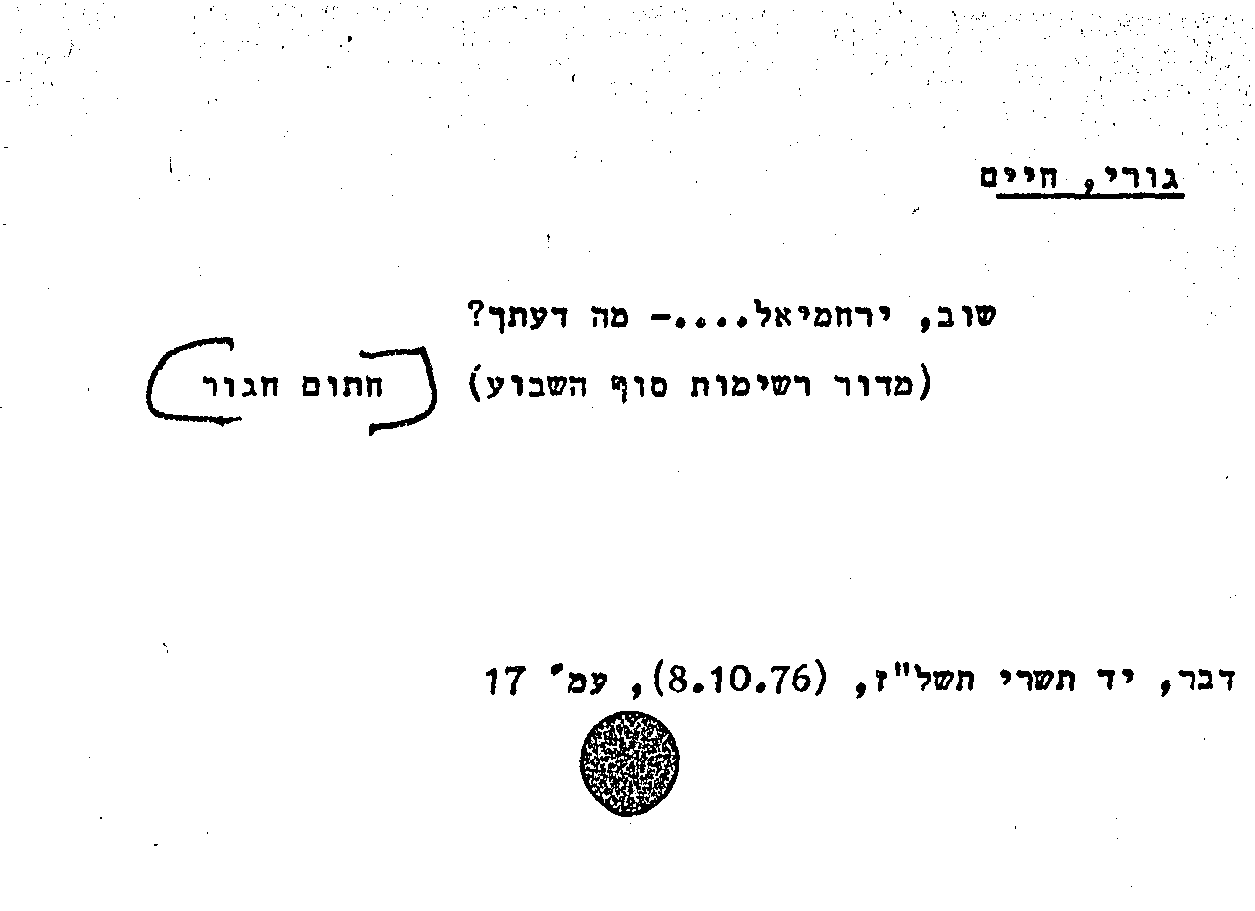 גורי, חיים
שוב, ירחמיאל....- מה דעתך?
(מדור רשימות סוף השבוע) (חתום חגור)
דבר, יד תשרי תשל"ז, (8.10.76), עמ' 17